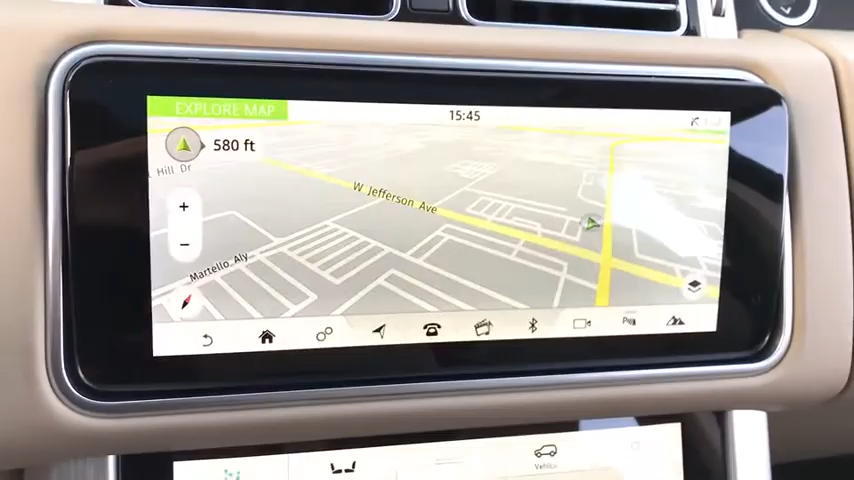 EXPLORE MAP
15:45
580 ft
Hill Dr
W Jefferson Ave
Martello Aly
Vehicle